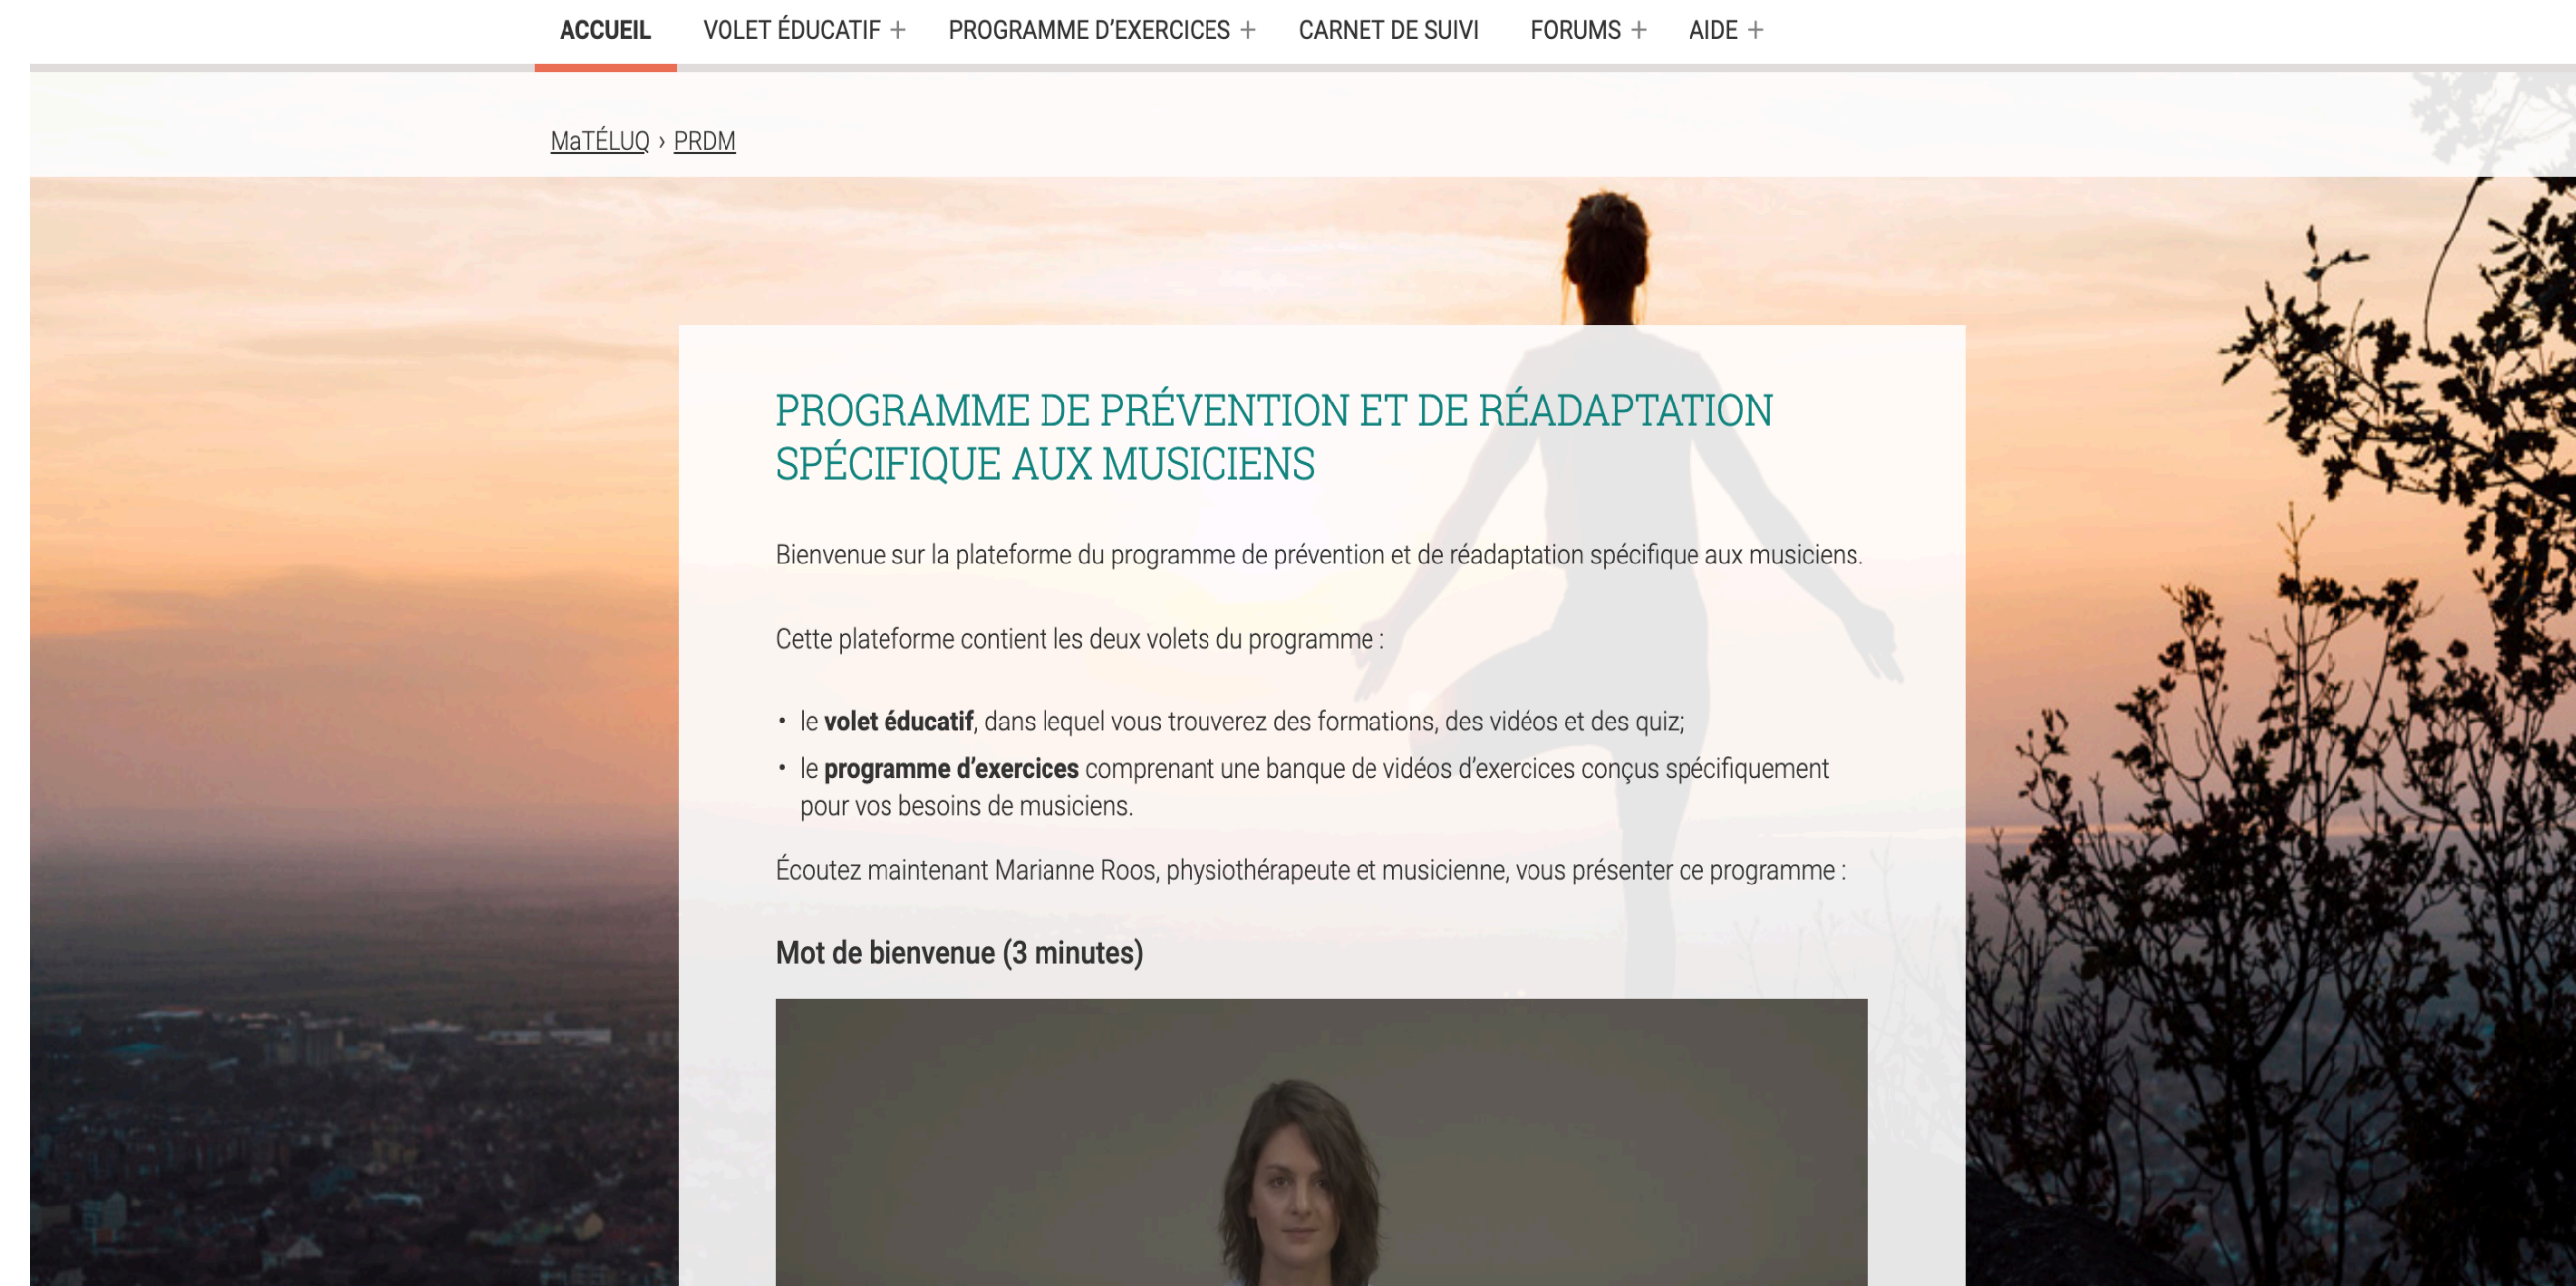 ACCUEIL VOLET ÉDUCATIF + PROGRAMME D’EXERCICES + CARNET DE SUIVI FORUMS + AIDE +
MaTÉLUQ › PRDM
PROGRAMME DE PRÉVENTION ET DE RÉADAPTATION
SPÉCIFIQUE AUX MUSICIENS
Bienvenue sur la plateforme du programme de prévention et de réadaptation spécifique aux musiciens.
Cette plateforme contient les deux volets du programme :
• le volet éducatif, dans lequel vous trouverez des formations, des vidéos et des quiz;
• le programme d’exercices comprenant une banque de vidéos d’exercices conçus spécifiquement
pour vos besoins de musiciens.
Écoutez maintenant Marianne Roos, physiothérapeute et musicienne, vous présenter ce programme :
Mot de bienvenue (3 minutes)